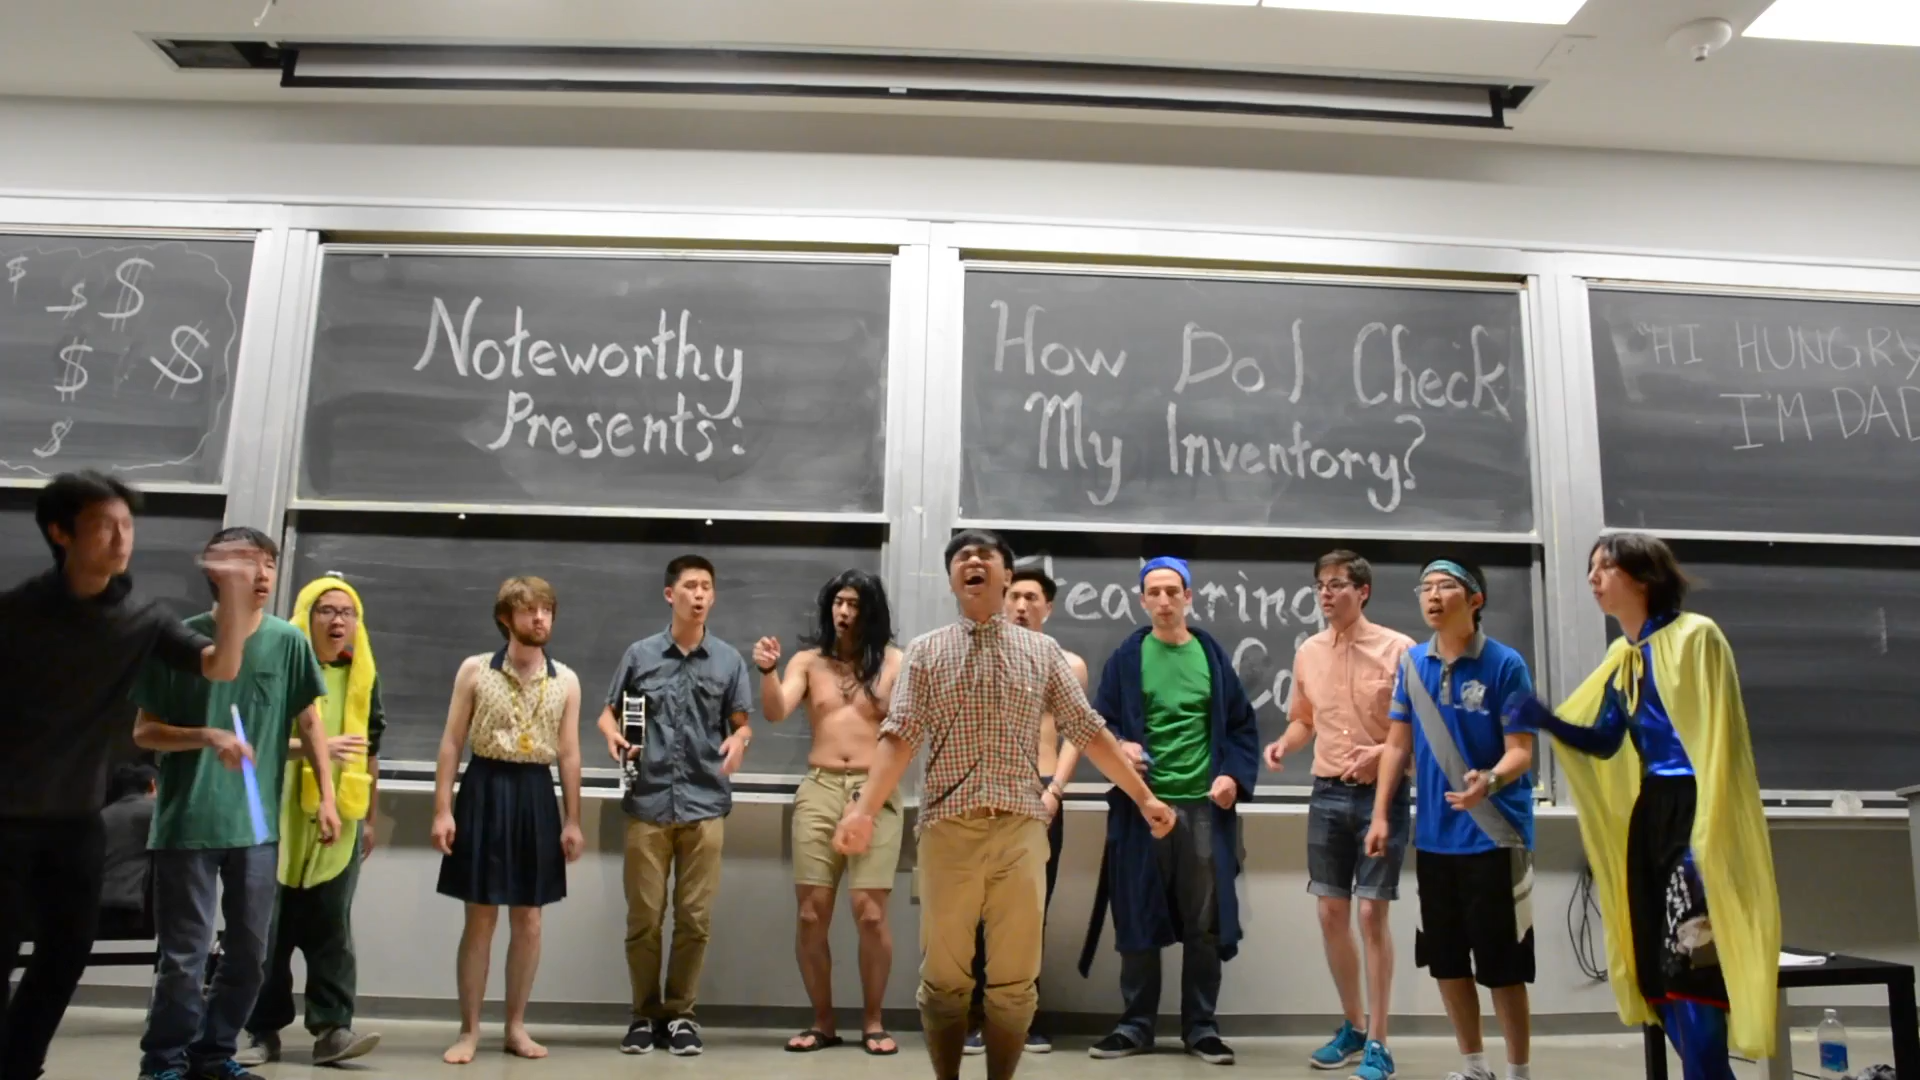 $ $ $
$ $
$
Noteworthy
Presents:
How Do I Check
My Inventory?
"HI HUNGRY
I'M DAD